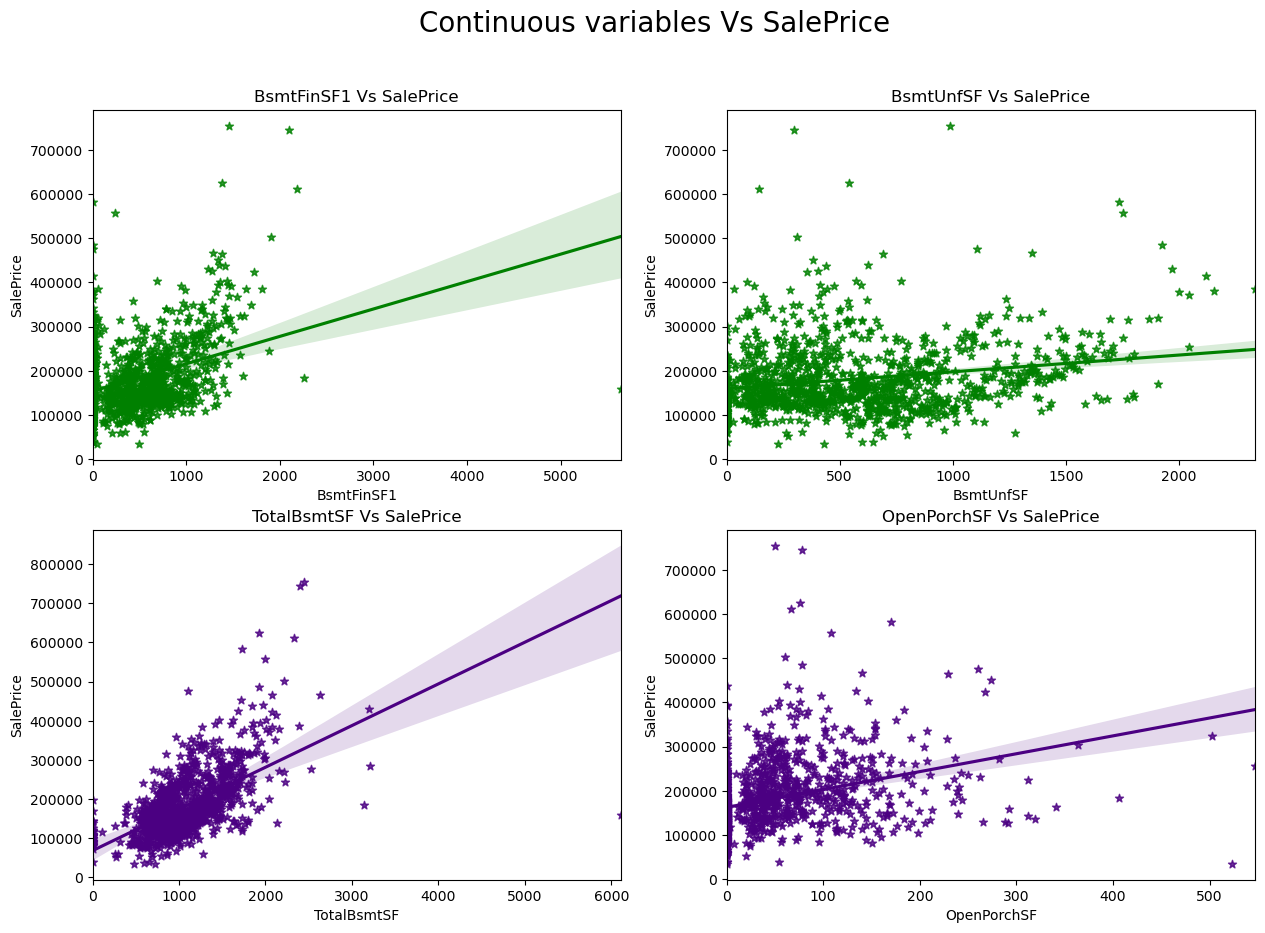 Continuous variables Vs SalePrice
BsmtFinSF1 Vs SalePrice
SalePrice
700000
600000
500000
400000
300000
200000
100000
0
0 1000 2000 3000 4000 5000
BsmtFinSF1
BsmtUnfSF Vs SalePrice
SalePrice
700000
600000
500000
400000
300000
200000
100000
0
0 500 1000 1500 2000
BsmtUnfSF
TotalBsmtSF Vs SalePrice
SalePrice
800000
700000
600000
500000
400000
300000
200000
100000
0
0 1000 2000 3000 4000 5000 6000
TotalBsmtSF
OpenPorchSF Vs SalePrice
SalePrice
700000
600000
500000
400000
300000
200000
100000
0
0 100 200 300 400 500
OpenPorchSF